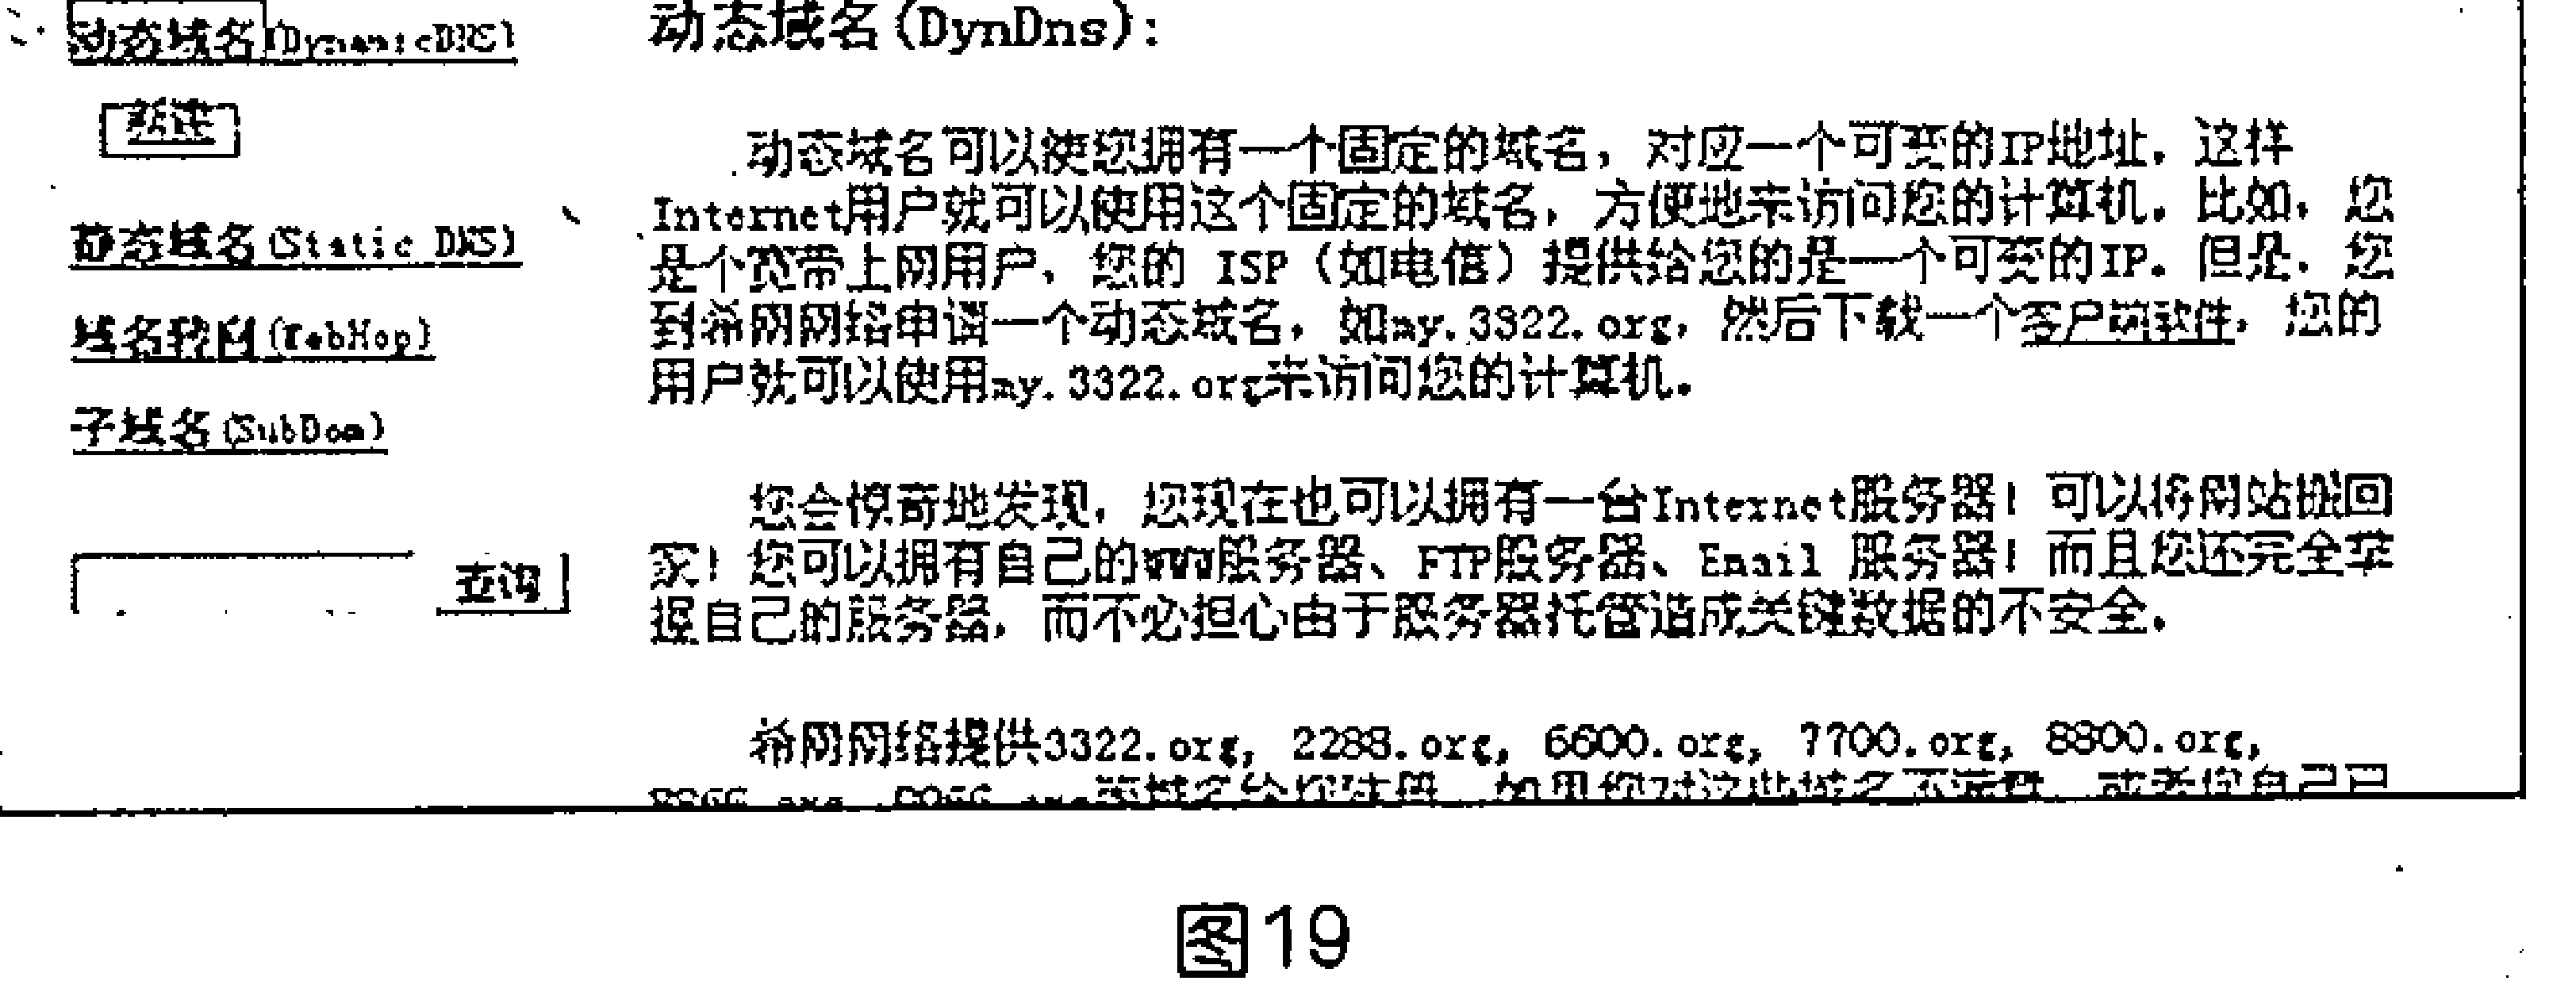 动态域名(DynamicDNS)
新建
静态域名(Static DNS)
域名转向(WebHop)
子域名(SubDom)
查询
动态域名(DynDns):
动态域名可以使您拥有一个固定的域名，对应一个可变的IP地址。这样
Internet用户就可以使用这个固定的域名，方便地来访问您的计算机。比如，您
是个宽带上网用户，您的 ISP（如电信）提供给您的是一个可变的IP。但是，您
到希网网络申请一个动态域名，如my.3322.org，然后下载一个客户端软件，您的
用户就可以使用my.3322.org来访问您的计算机。
您会惊奇地发现，您现在也可以拥有一台Internet服务器！可以将网站搬回
家！您可以拥有自己的WWW服务器、FTP服务器、Email 服务器！而且您还完全掌
握自己的服务器，而不必担心由于服务器托管造成关键数据的不安全。
希网网络提供3322.org, 2288.org, 6600.org, 7700.org, 8800.org,
图19